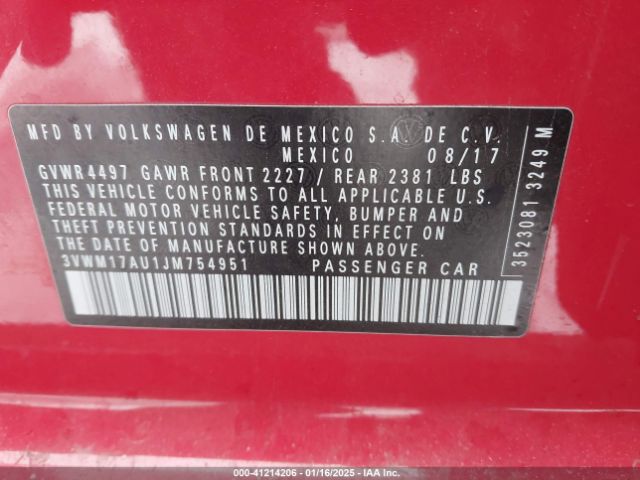 MFD BY VOLKSWAGEN DE MEXICO S.A. DE C.V.
MEXICO 08/17
GVWR 4497 GAWR FRONT 2227/ REAR 2381 LBS
THIS VEHICLE CONFORMS TO ALL APPLICABLE U.S.
FEDERAL MOTOR VEHICLE SAFETY, BUMPER AND
THEFT PREVENTION STANDARDS IN EFFECT ON THE
DATE OF MANUFACTURE SHOWN ABOVE.
3VWM17AU1JM754951 PASSENGER CAR
3523081 3249 M
000-41214206 - 01/16/2025 - IAA Inc.